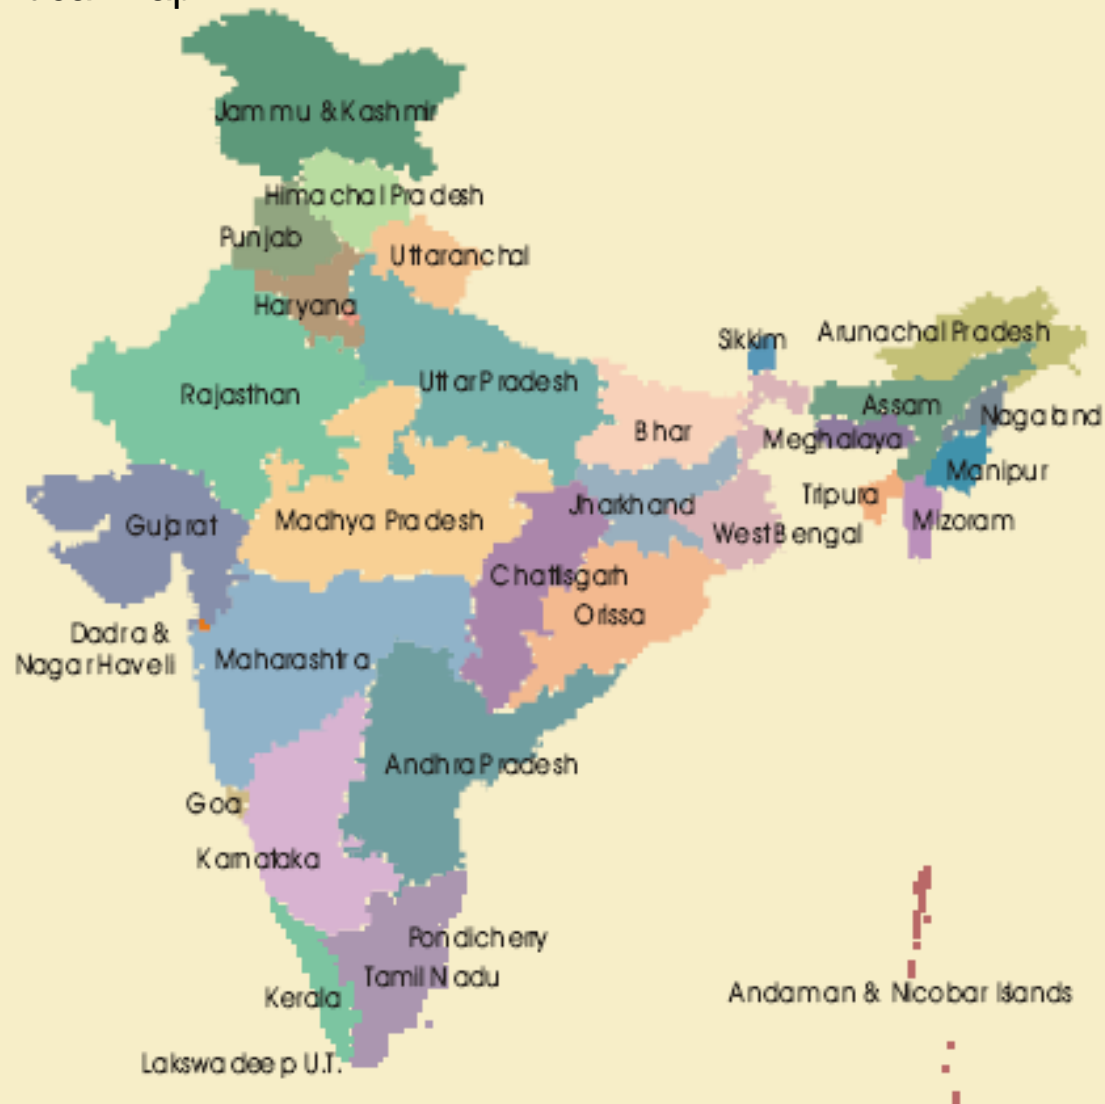 Jammu & Kashmir
Himachal Pradesh
Punjab
Uttaranchal
Haryana
Sikkim
Arunachal Pradesh
Rajasthan
Uttar Pradesh
Assam
Nagaland
Bhar
Meghalaya
Manipur
Gujarat
Madhya Pradesh
Jharkhand
Tripura
Mizoram
West Bengal
Chattisgarh
Orissa
Dadra &
Nagar Haveli
Maharashtra
Andhra Pradesh
Goa
Karnataka
Pondicherry
Tamil Nadu
Kerala
Andaman & Nicobar Islands
Lakswadeep U.T.